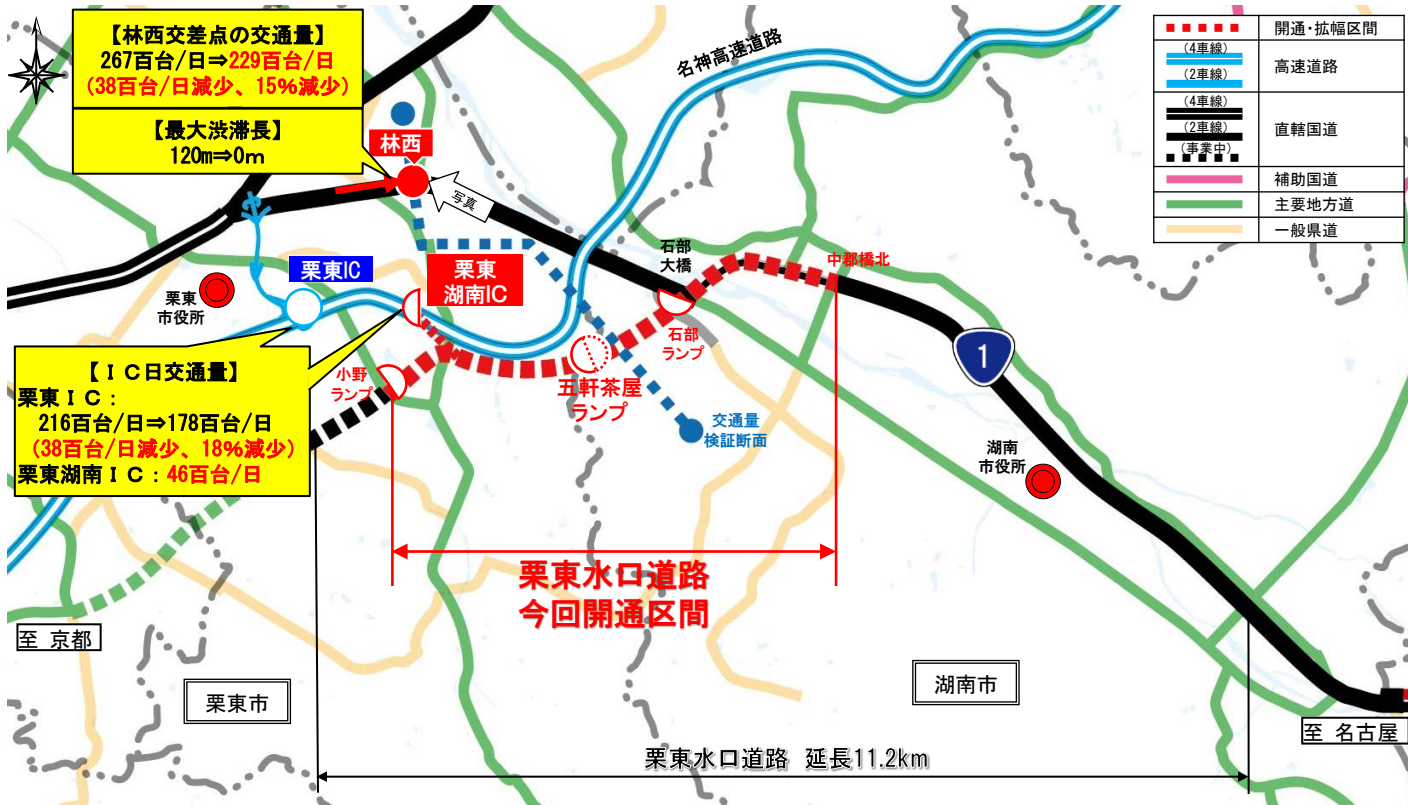 【林西交差点の交通量】
267百台/日⇒229百台/日
(38百台/日減少、15%減少)
【最大渋滞長】
120m⇒0m
名神高速道路
開通・拡幅区間
(4車線)
(2車線)
高速道路
(4車線)
(2車線)
(事業中)
直轄国道
補助国道
主要地方道
一般県道
林西
写真
石部
大橋
中郡橋北
栗東IC
栗東
湖南IC
栗東
市役所
石部
ランプ
1
【IC日交通量】
栗東IC:
216百台/日⇒178百台/日
(38百台/日減少、18%減少)
栗東湖南IC:46百台/日
小野
ランプ
五軒茶屋
ランプ
交通量
検証断面
湖南
市役所
栗東水口道路
今回開通区間
至 京都
栗東市
湖南市
至 名古屋
栗東水口道路 延長11.2km